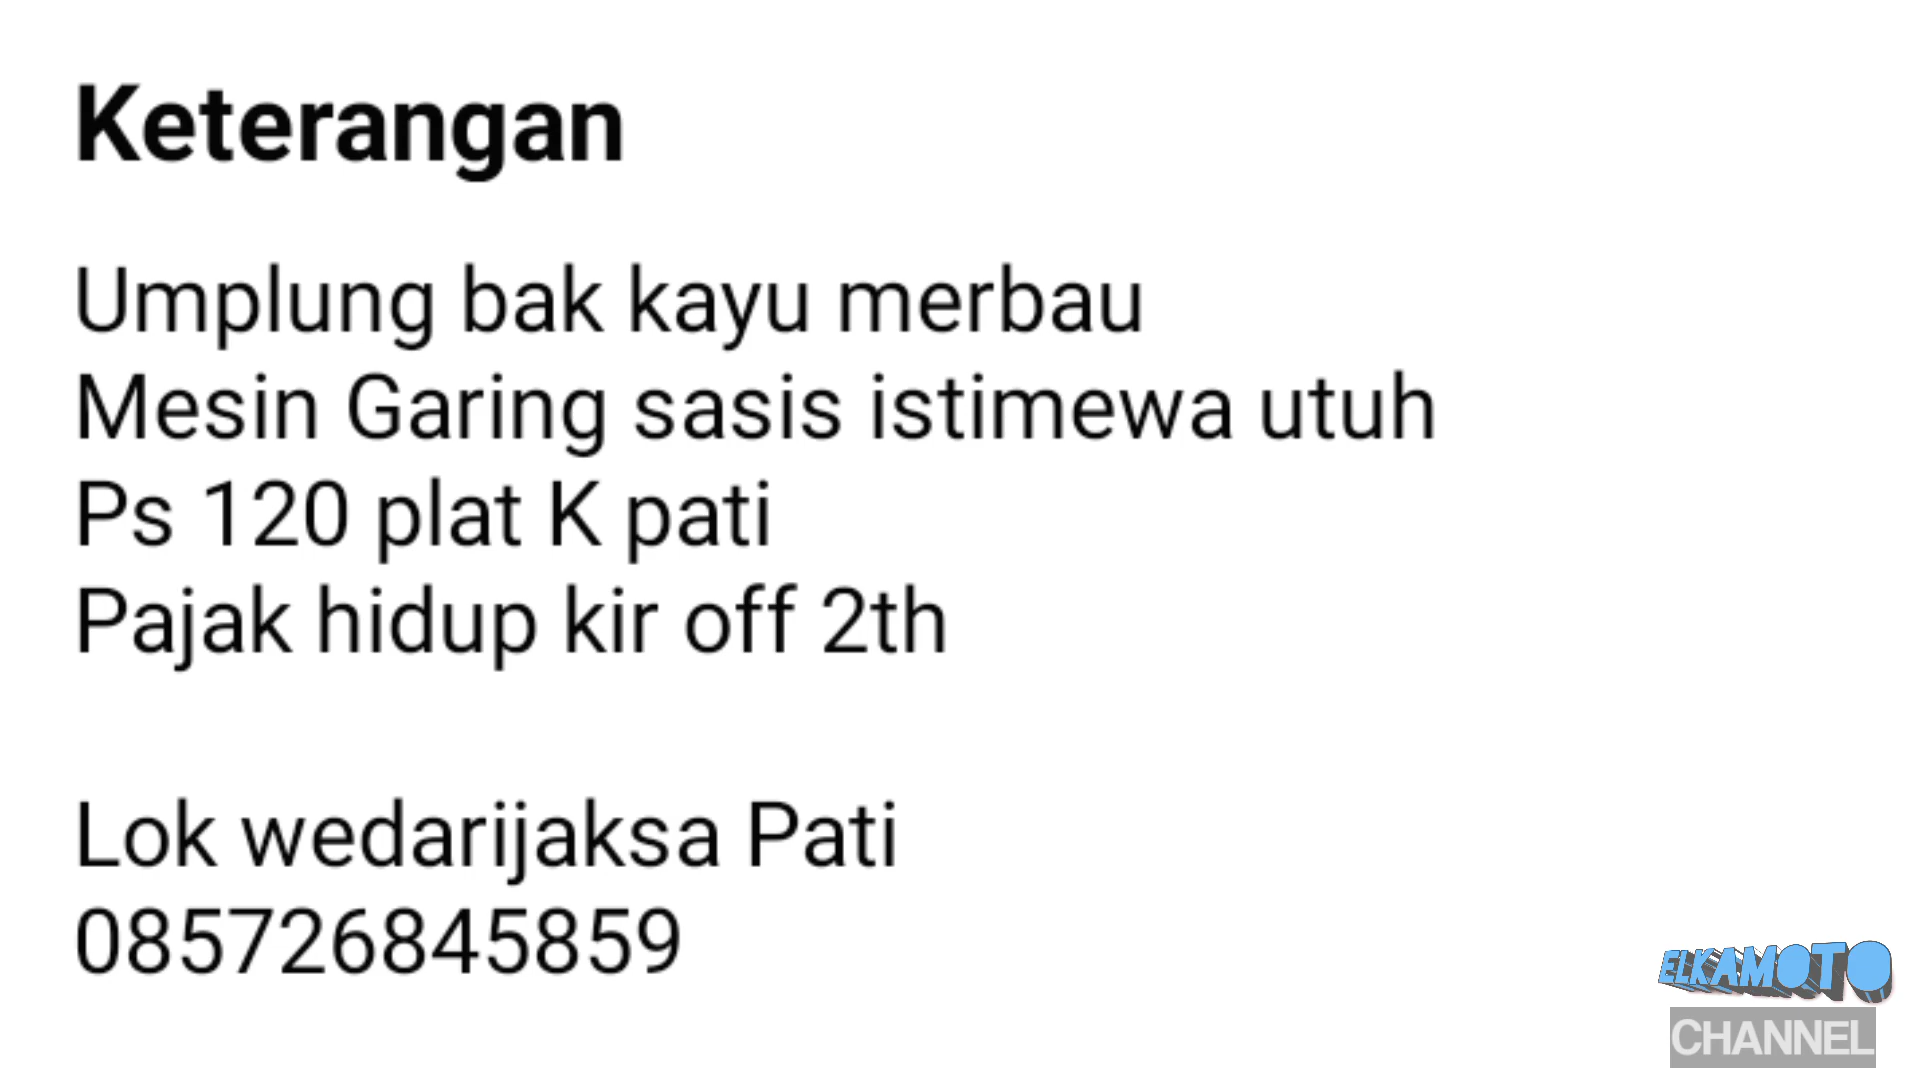 Keterangan
Umplung bak kayu merbau
Mesin Garing sasis istimewa utuh
Ps 120 plat K pati
Pajak hidup kir off 2th
Lok wedarijaksa Pati
085726845859
ELKAMOTO
CHANNEL